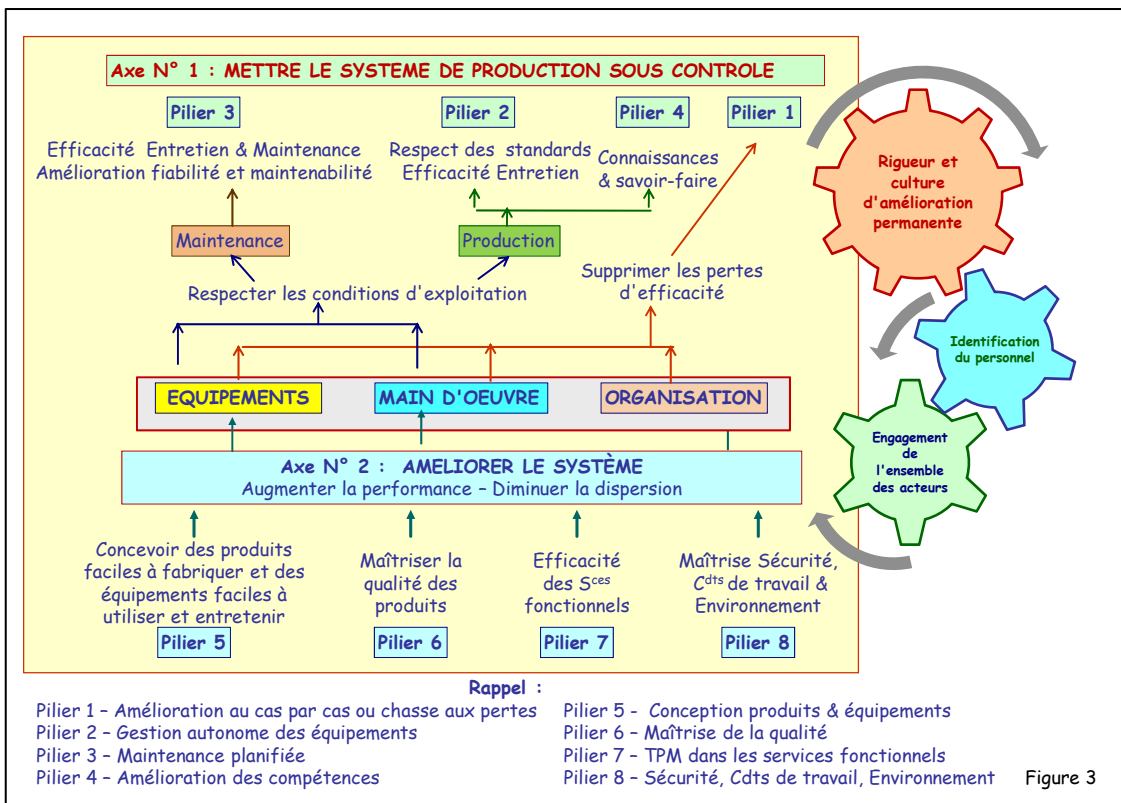 Axe N° 1 : METTRE LE SYSTEME DE PRODUCTION SOUS CONTROLE
Pilier 3
Pilier 2
Pilier 4
Pilier 1
Efficacité Entretien & Maintenance
Amélioration fiabilité et maintenabilité
Respect des standards
Efficacité Entretien
Connaissances
& savoir-faire
Maintenance
Production
Respecter les conditions d'exploitation
Supprimer les pertes
d'efficacité
EQUIPEMENTS
MAIN D'OEUVRE
ORGANISATION
Axe N° 2 : AMELIORER LE SYSTÈME
Augmenter la performance – Diminuer la dispersion
Concevoir des produits
faciles à fabriquer et des
équipements faciles à
utiliser et entretenir
Maîtriser la
qualité des
produits
Efficacité
des Sces
fonctionnels
Maîtrise Sécurité,
Cdts de travail &
Environnement
Pilier 5
Pilier 6
Pilier 7
Pilier 8
Rigueur et
culture
d'amélioration
permanente
Identification
du personnel
Engagement
de
l'ensemble
des acteurs
Rappel :
Pilier 1 – Amélioration au cas par cas ou chasse aux pertes
Pilier 2 – Gestion autonome des équipements
Pilier 3 – Maintenance planifiée
Pilier 4 – Amélioration des compétences
Pilier 5 - Conception produits & équipements
Pilier 6 – Maîtrise de la qualité
Pilier 7 – TPM dans les services fonctionnels
Pilier 8 – Sécurité, Cdts de travail, Environnement
Figure 3